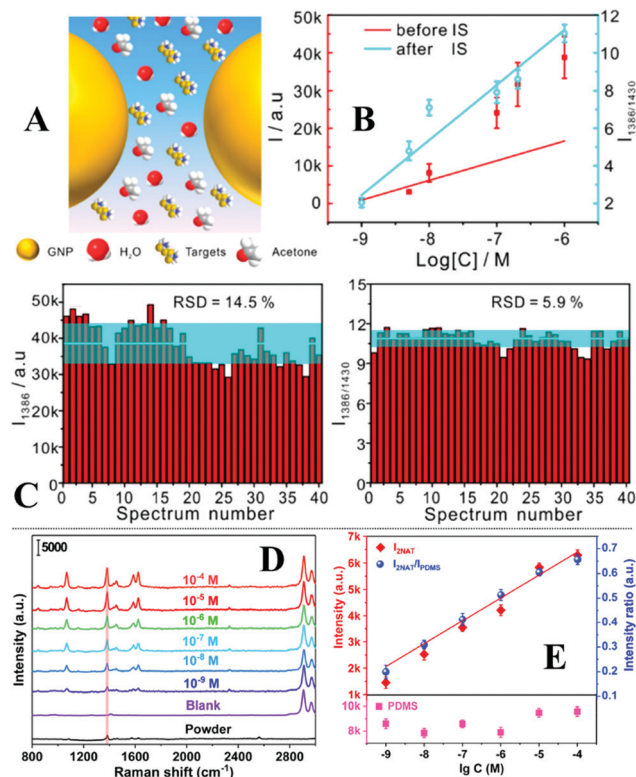 A
GNP H₂O Targets Acetone
B
before IS
after IS
I / a.u
I1386/1430
50k
40k
30k
20k
10k
0
12
10
8
6
4
2
-9 -8 -7 -6
Log[C] / M
C
RSD = 14.5 %
I1386 / a.u
50k
40k
30k
20k
10k
0
0 5 10 15 20 25 30 35 40
Spectrum number
RSD = 5.9 %
I1386/1430
15
12
9
6
3
0
0 5 10 15 20 25 30 35 40
Spectrum number
D
5000
10⁻⁴ M
10⁻⁵ M
10⁻⁶ M
10⁻⁷ M
10⁻⁸ M
10⁻⁹ M
Blank
Powder
Intensity (a.u.)
800 1200 1600 2000 2400 2800
Raman shift (cm⁻¹)
E
I2NAT
I2NAT/IPDMS
Intensity (a.u.)
Intensity ratio (a.u.)
7k
6k
5k
4k
3k
2k
1k
0.7
0.6
0.5
0.4
0.3
0.2
0.1
PDMS
10k
8k
-9 -8 -7 -6 -5 -4
lg C (M)